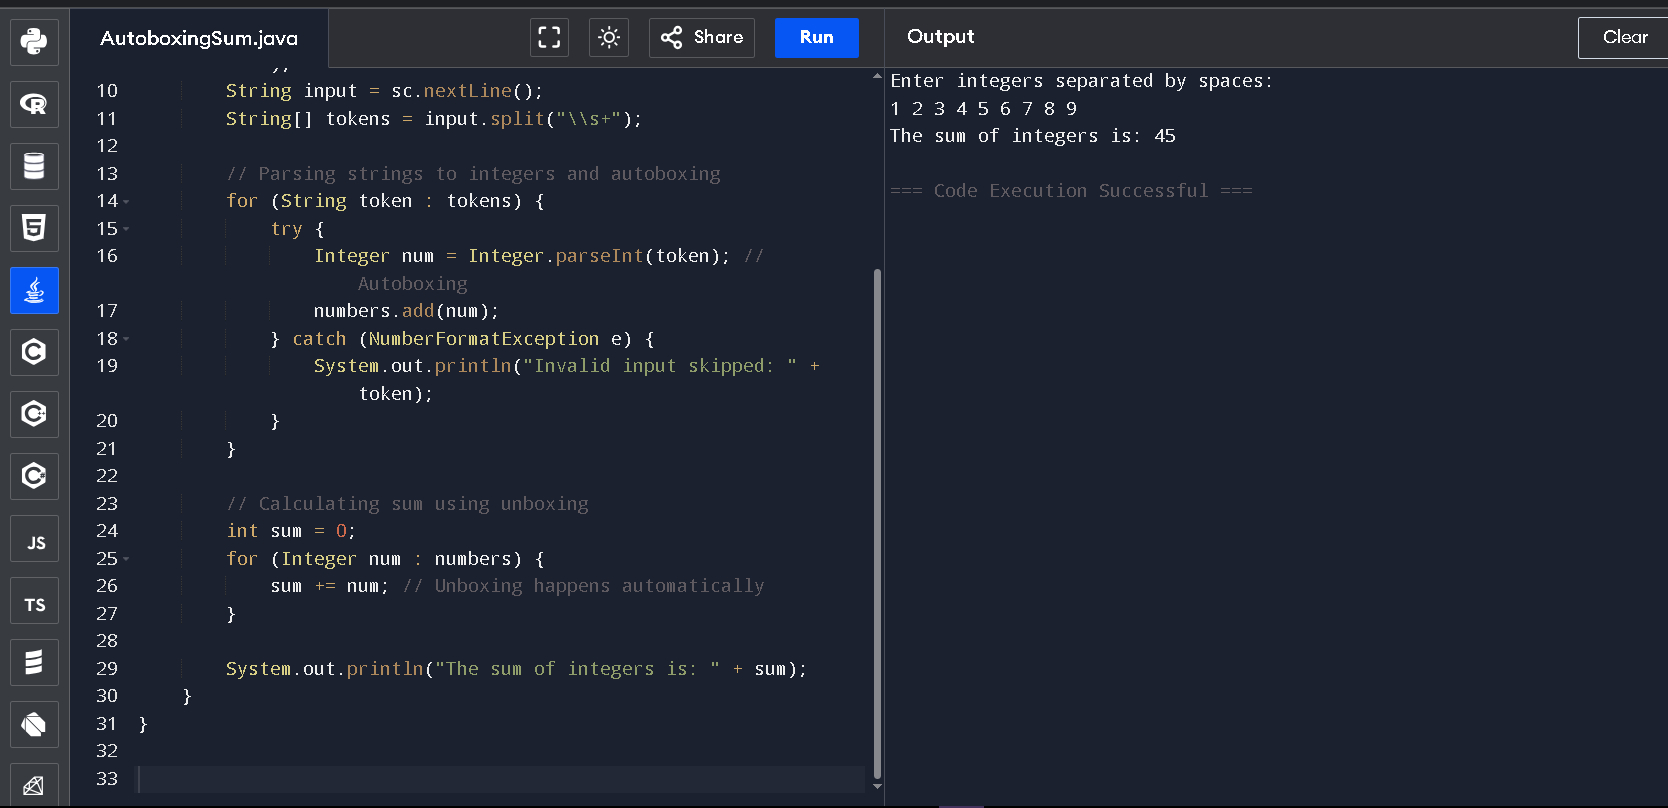 AutoboxingSum.java
Share
Run
Output
Clear
10 String input = sc.nextLine();
11 String[] tokens = input.split("\\s+");
12
13 // Parsing strings to integers and autoboxing
14 for (String token : tokens) {
15 try {
16 Integer num = Integer.parseInt(token); //
Autoboxing
17 numbers.add(num);
18 } catch (NumberFormatException e) {
19 System.out.println("Invalid input skipped: " +
token);
20 }
21 }
22
23 // Calculating sum using unboxing
24 int sum = 0;
25 for (Integer num : numbers) {
26 sum += num; // Unboxing happens automatically
27 }
28
29 System.out.println("The sum of integers is: " + sum);
30 }
31 }
32
33
Enter integers separated by spaces:
1 2 3 4 5 6 7 8 9
The sum of integers is: 45
=== Code Execution Successful ===
R
5
C
C++
C#
JS
TS